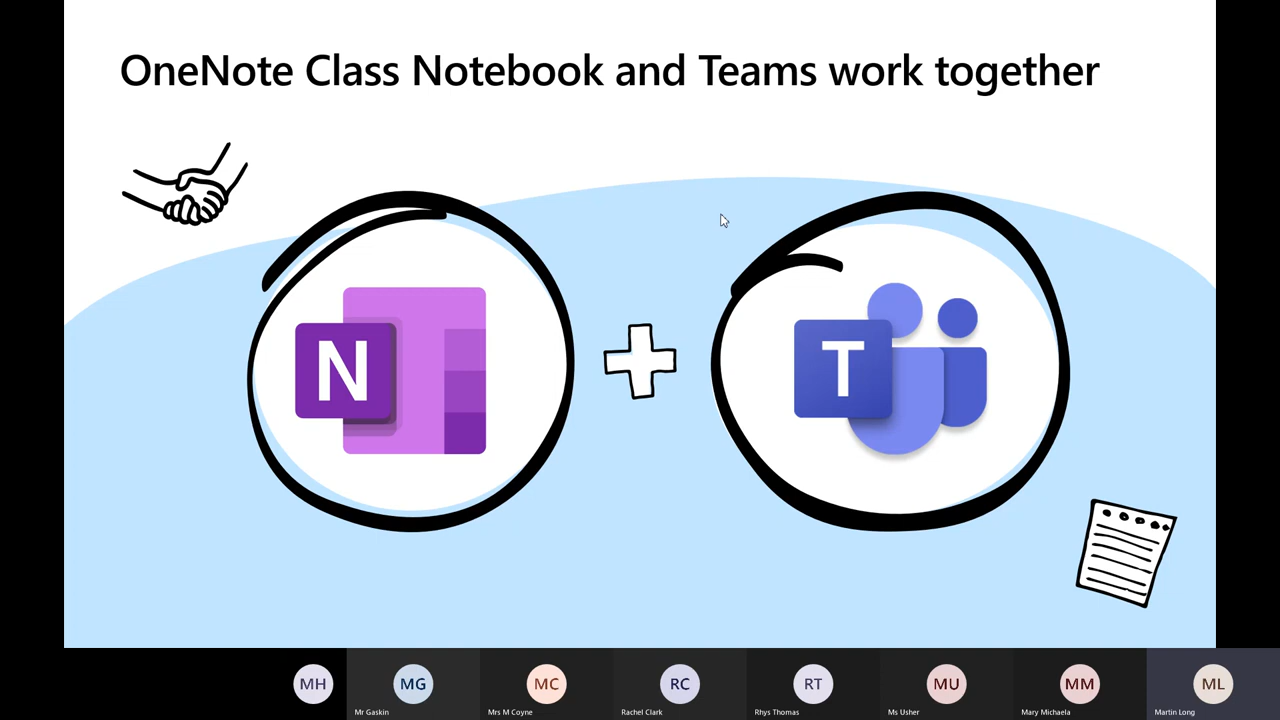 OneNote Class Notebook and Teams work together
N
T
MH
MG
MC
RC
RT
MU
MM
ML
Mr Gaskin
Mrs M Coyne
Rachel Clark
Rhys Thomas
Ms Usher
Mary Michaela
Martin Long